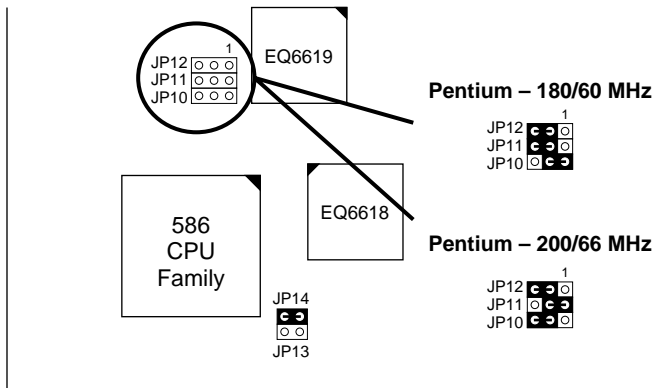 1
JP12
JP11
JP10
EQ6619
Pentium – 180/60 MHz
1
JP12
JP11
JP10
586
CPU
Family
EQ6618
Pentium – 200/66 MHz
1
JP12
JP11
JP10
JP14
JP13